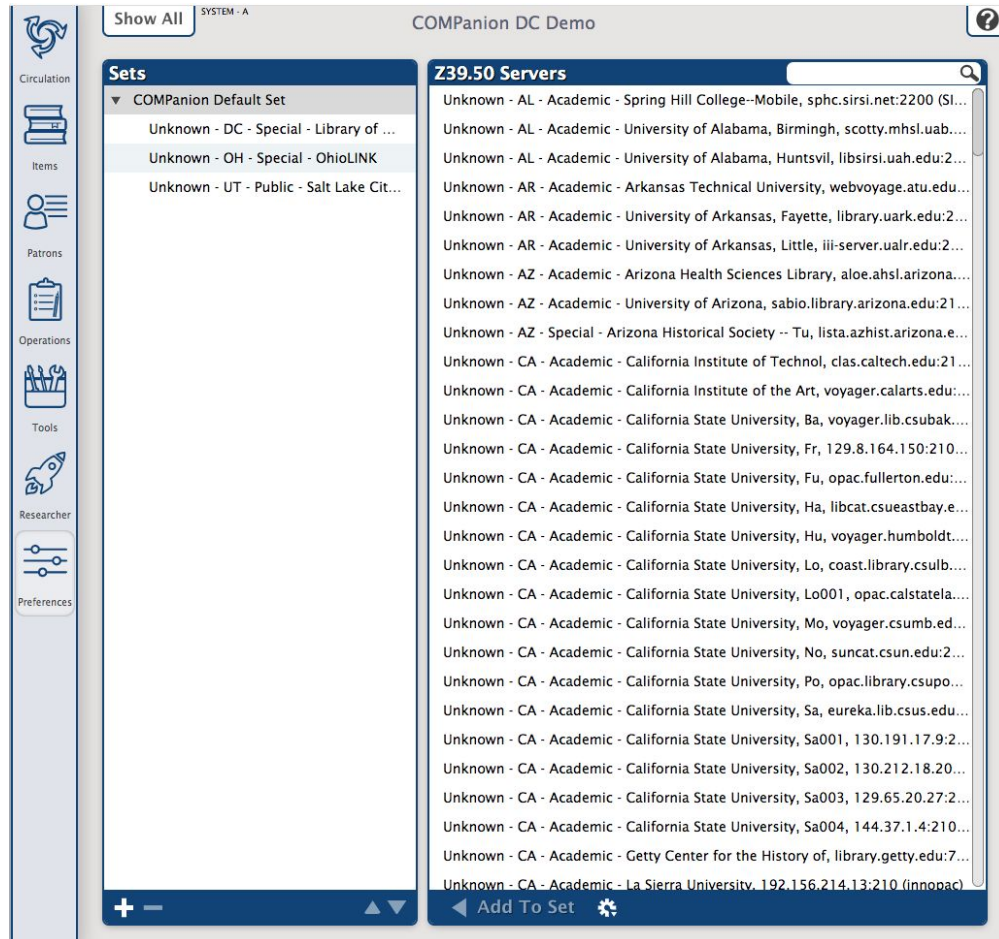 Show All
SYSTEM - A
COMPanion DC Demo
?
Circulation
Items
Patrons
Operations
Tools
Researcher
Preferences
Sets
▼ COMPanion Default Set
Unknown - DC - Special - Library of ...
Unknown - OH - Special - OhioLINK
Unknown - UT - Public - Salt Lake Cit...
Z39.50 Servers
Unknown - AL - Academic - Spring Hill College--Mobile, sphc.sirsi.net:2200 (SI...
Unknown - AL - Academic - University of Alabama, Birmingh, scotty.mhsl.uab....
Unknown - AL - Academic - University of Alabama, Huntsvil, libsirsi.uah.edu:2...
Unknown - AR - Academic - Arkansas Technical University, webvoyage.atu.edu...
Unknown - AR - Academic - University of Arkansas, Fayette, library.uark.edu:2...
Unknown - AR - Academic - University of Arkansas, Little, iii-server.ualr.edu:2...
Unknown - AZ - Academic - Arizona Health Sciences Library, aloe.ahsl.arizona....
Unknown - AZ - Academic - University of Arizona, sabio.library.arizona.edu:21...
Unknown - AZ - Special - Arizona Historical Society -- Tu, lista.azhist.arizona.e...
Unknown - CA - Academic - California Institute of Technol, clas.caltech.edu:21...
Unknown - CA - Academic - California Institute of the Art, voyager.calarts.edu:...
Unknown - CA - Academic - California State University, Ba, voyager.lib.csubak....
Unknown - CA - Academic - California State University, Fr, 129.8.164.150:210...
Unknown - CA - Academic - California State University, Fu, opac.fullerton.edu:...
Unknown - CA - Academic - California State University, Ha, libcat.csueastbay.e...
Unknown - CA - Academic - California State University, Hu, voyager.humboldt....
Unknown - CA - Academic - California State University, Lo, coast.library.csulb....
Unknown - CA - Academic - California State University, Lo001, opac.calstatela....
Unknown - CA - Academic - California State University, Mo, voyager.csumb.ed...
Unknown - CA - Academic - California State University, No, suncat.csun.edu:2...
Unknown - CA - Academic - California State University, Po, opac.library.csupo...
Unknown - CA - Academic - California State University, Sa, eureka.lib.csus.edu...
Unknown - CA - Academic - California State University, Sa001, 130.191.17.9:2...
Unknown - CA - Academic - California State University, Sa002, 130.212.18.20...
Unknown - CA - Academic - California State University, Sa003, 129.65.20.27:2...
Unknown - CA - Academic - California State University, Sa004, 144.37.1.4:210...
Unknown - CA - Academic - Getty Center for the History of, library.getty.edu:7...
Unknown - CA - Academic - La Sierra University, 192.156.214.13:210 (innopac)
Add To Set